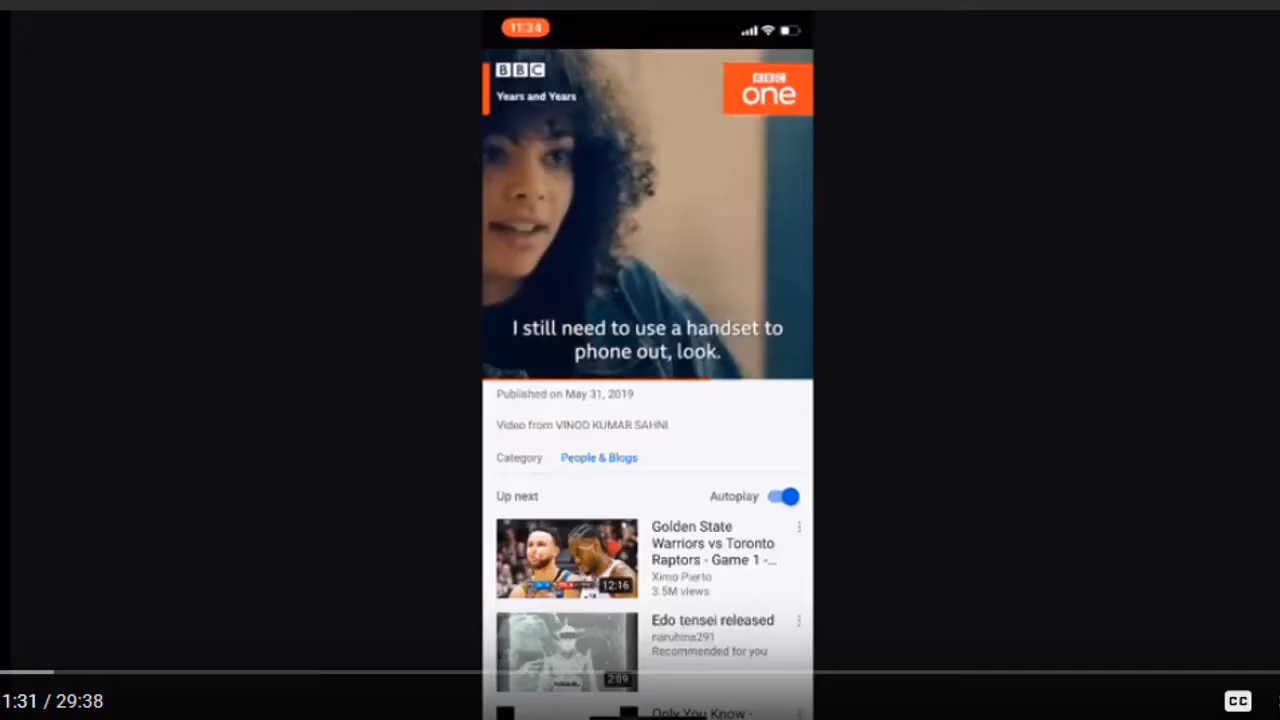 11:34
BBC
Years and Years
BBC
one
I still need to use a handset to
phone out, look.
Published on May 31, 2019
Video from VINOD KUMAR SAHNI
Category People & Blogs
Up next Autoplay
Golden State
Warriors vs Toronto
Raptors - Game 1 -...
Ximo Pierto
3.5M views
12:16
Edo tensei released
naruhina291
Recommended for you
2:09
Only You Know -
1:31 / 29:38
CC